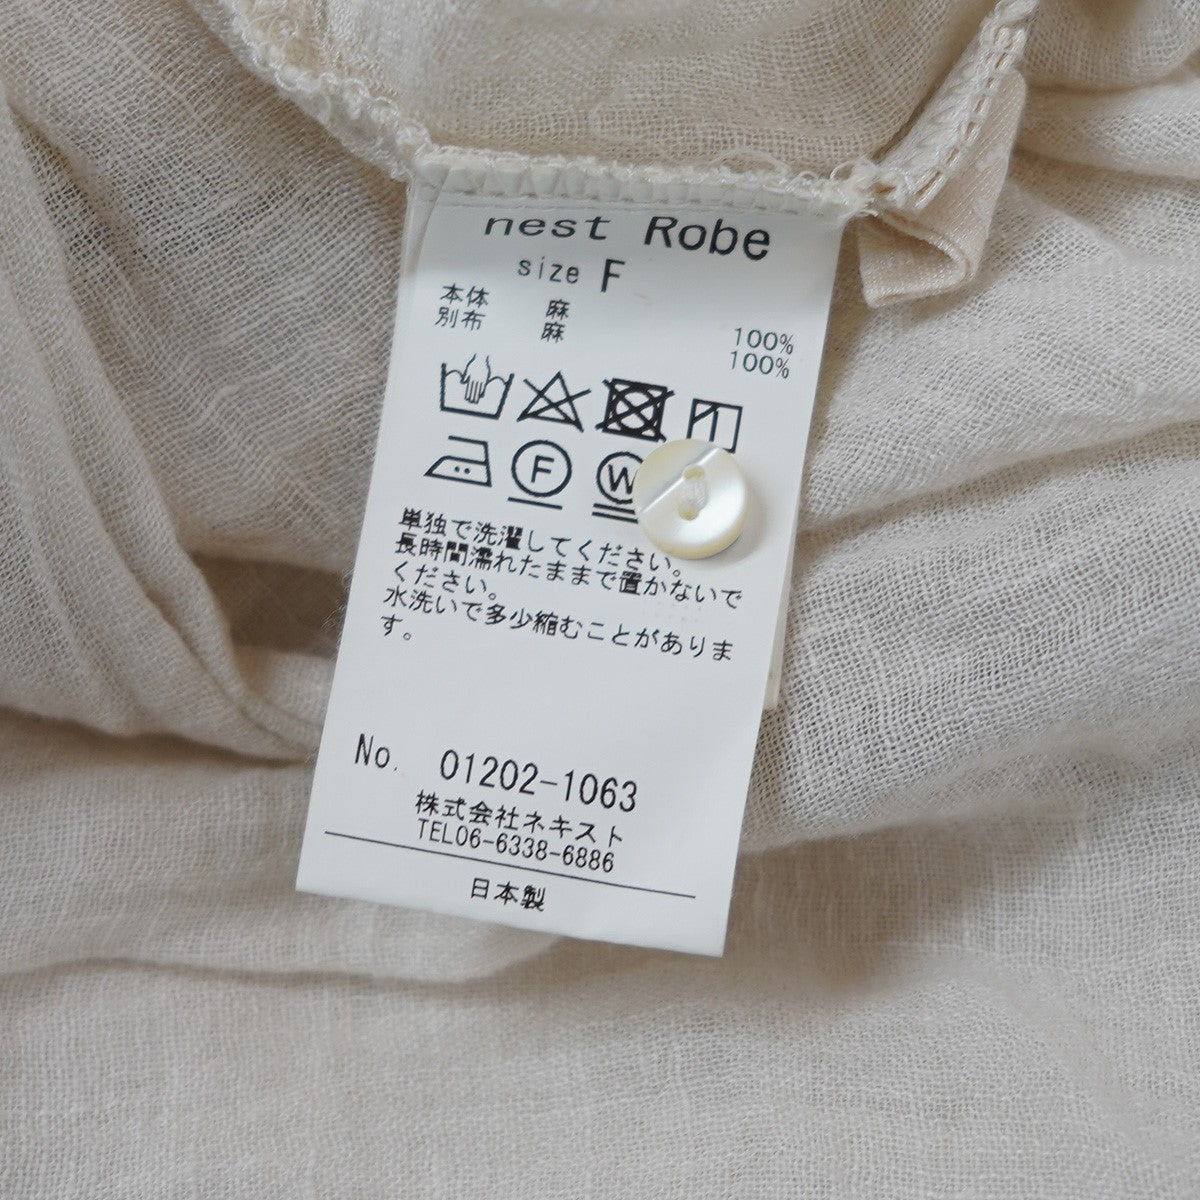 nest Robe
size F
本体 麻 100%
別布 麻 100%
F W
単独で洗濯してください。
長時間濡れたままで置かないで
ください。
水洗いで多少縮むことがありま
す。
No. 01202-1063
株式会社ネキスト
TEL06-6338-6886
日本製